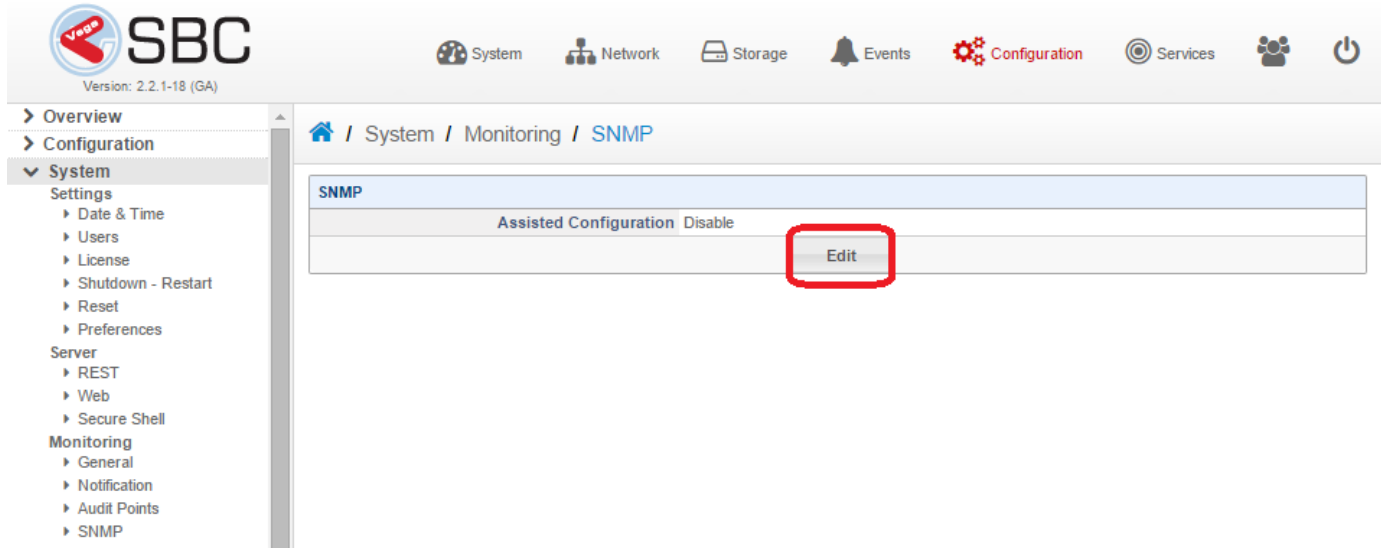 Vega SBC
Version: 2.2.1-18 (GA)
System Network Storage Events Configuration Services
Overview
Configuration
System
Settings
Date & Time
Users
License
Shutdown - Restart
Reset
Preferences
Server
REST
Web
Secure Shell
Monitoring
General
Notification
Audit Points
SNMP
/ System / Monitoring / SNMP
SNMP
Assisted Configuration Disable
Edit